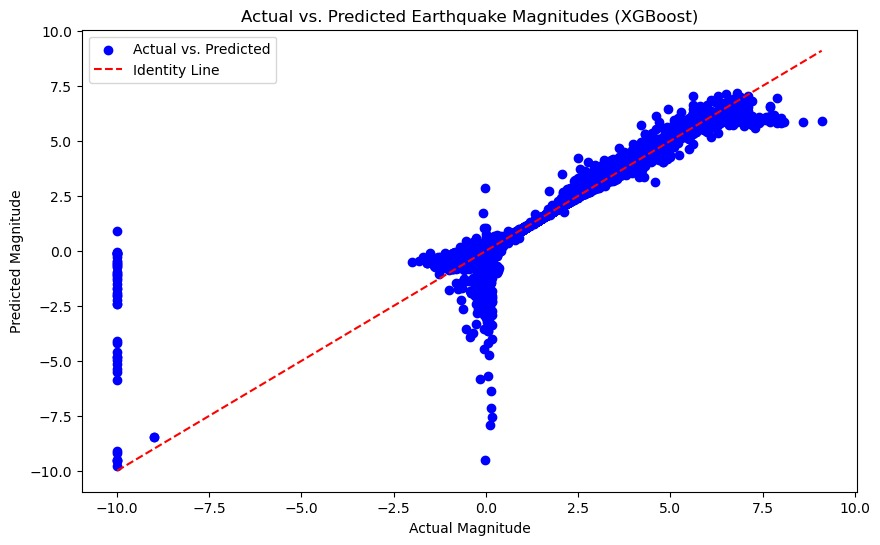 Actual vs. Predicted Earthquake Magnitudes (XGBoost)
Actual vs. Predicted
Identity Line
10.0
7.5
5.0
2.5
0.0
−2.5
−5.0
−7.5
−10.0
Predicted Magnitude
−10.0 −7.5 −5.0 −2.5 0.0 2.5 5.0 7.5 10.0
Actual Magnitude